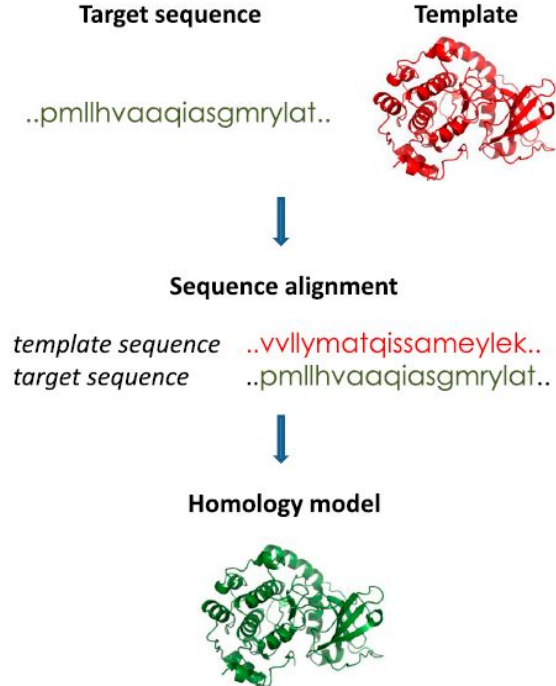 Target sequence
Template
..pmllhvaaqiasgmrylat..
Sequence alignment
template sequence ..vvllymatqissameylek..
target sequence ..pmllhvaaqiasgmrylat..
Homology model